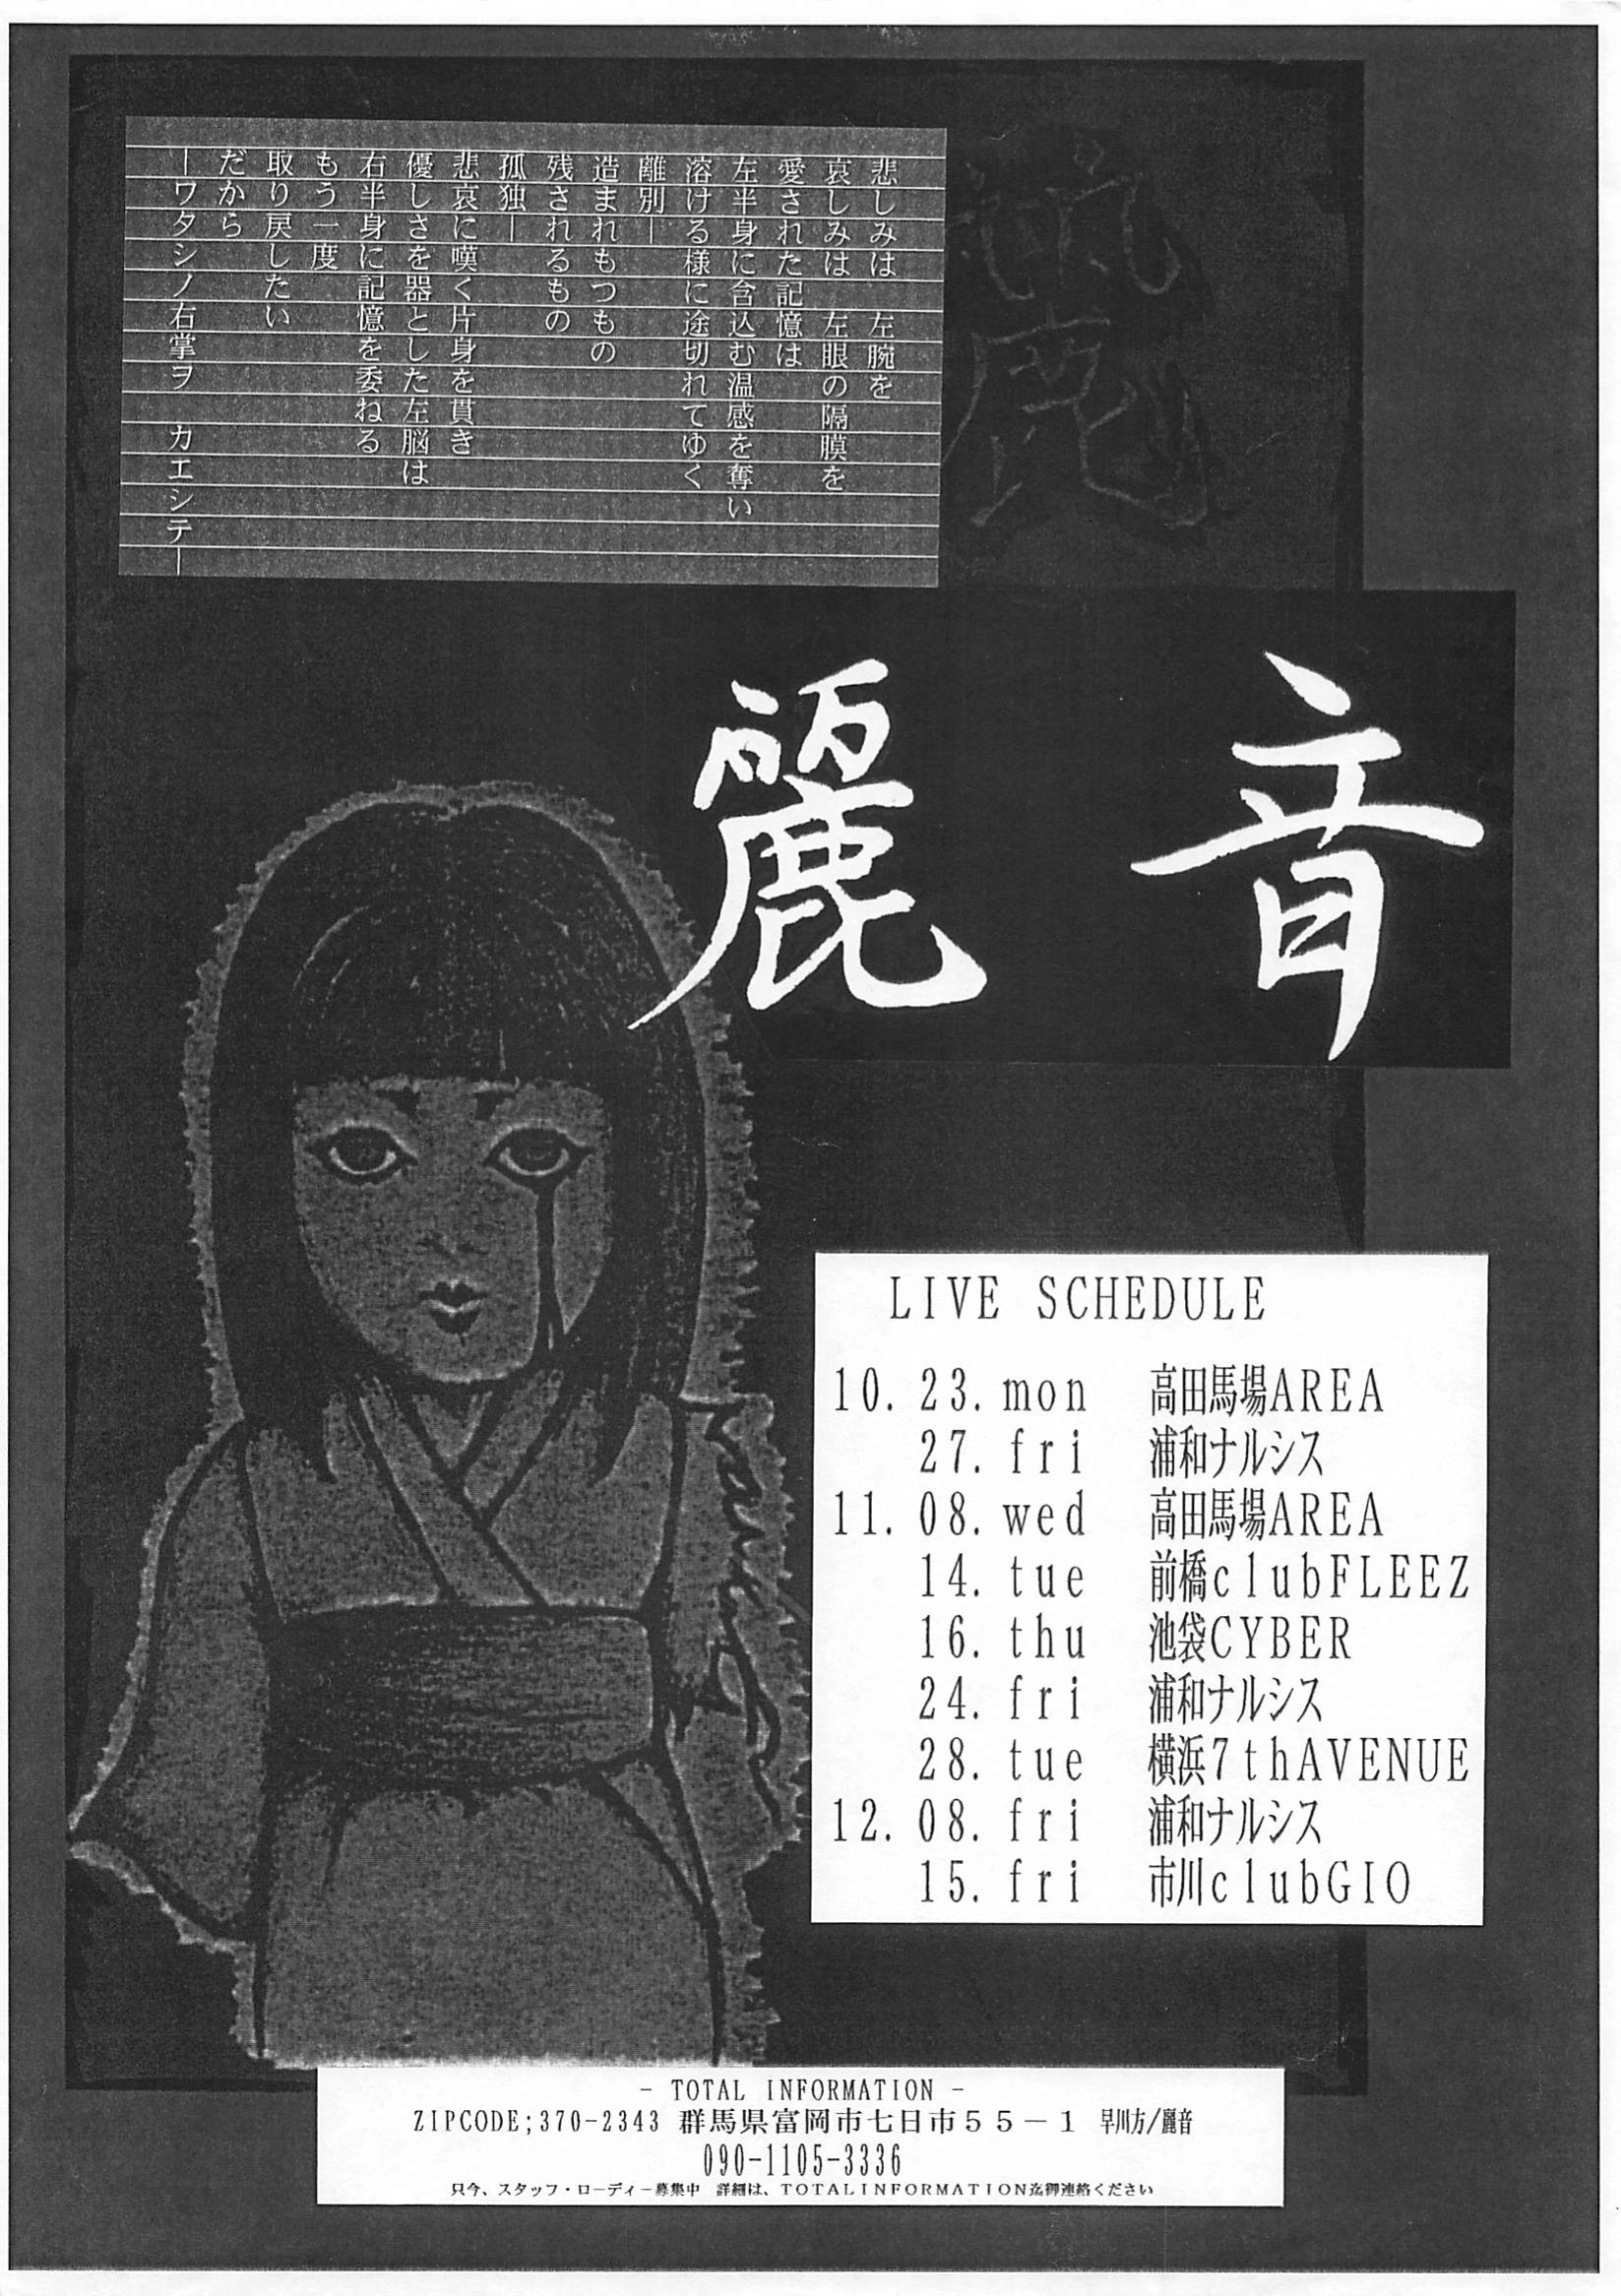 悲しみは　左腕を
哀しみは　左眼の隔膜を
愛された記憶は
左半身に含込む温感を奪い
溶ける様に途切れてゆく
離別―
造まれもつもの
残されるもの
孤独―
悲哀に嘆く片身を貫き
優しさを器とした左脳は
右半身に記憶を委ねる
もう一度
取り戻したい
だから
―ワタシノ右掌ヲ　カエシテ―
麗
麗　音
LIVE SCHEDULE
10. 23. mon 高田馬場AREA
27. fri 浦和ナルシス
11. 08. wed 高田馬場AREA
14. tue 前橋clubFLEEZ
16. thu 池袋CYBER
24. fri 浦和ナルシス
28. tue 横浜7thAVENUE
12. 08. fri 浦和ナルシス
15. fri 市川clubGIO
- TOTAL INFORMATION -
ZIPCODE;370-2343 群馬県富岡市七日市５５－１ 早川方/麗音
090-1105-3336
只今、スタッフ・ローディー募集中　詳細は、TOTALINFORMATION迄御連絡ください